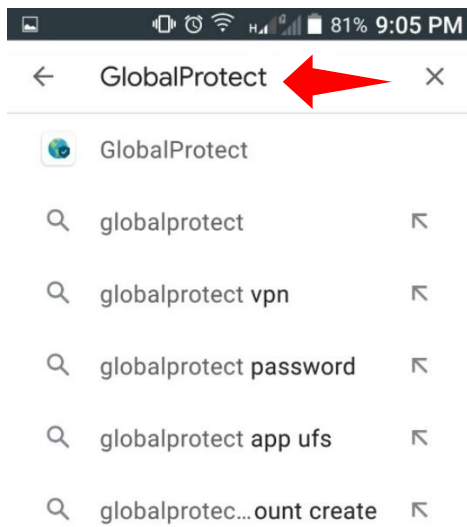 81% 9:05 PM
GlobalProtect
GlobalProtect
globalprotect
globalprotect vpn
globalprotect password
globalprotect app ufs
globalprotec...ount create